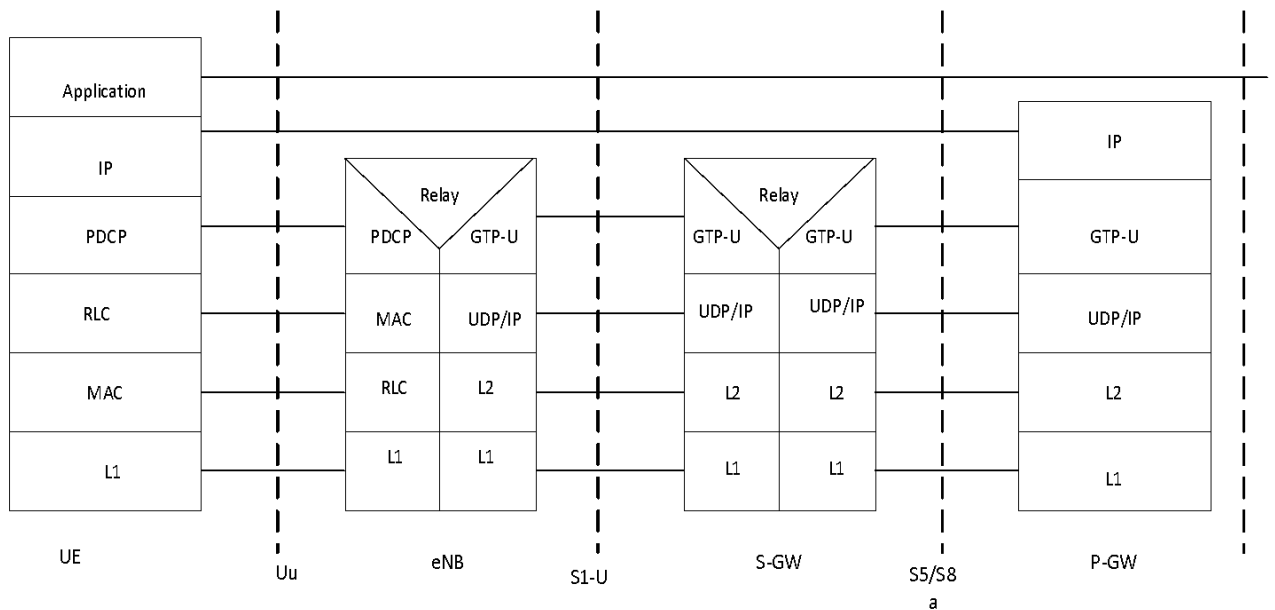 Application
IP
PDCP
RLC
MAC
L1
UE
Uu
Relay
PDCP GTP-U
MAC UDP/IP
RLC L2
L1 L1
eNB
S1-U
Relay
GTP-U GTP-U
UDP/IP UDP/IP
L2 L2
L1 L1
S-GW
S5/S8
a
IP
GTP-U
UDP/IP
L2
L1
P-GW